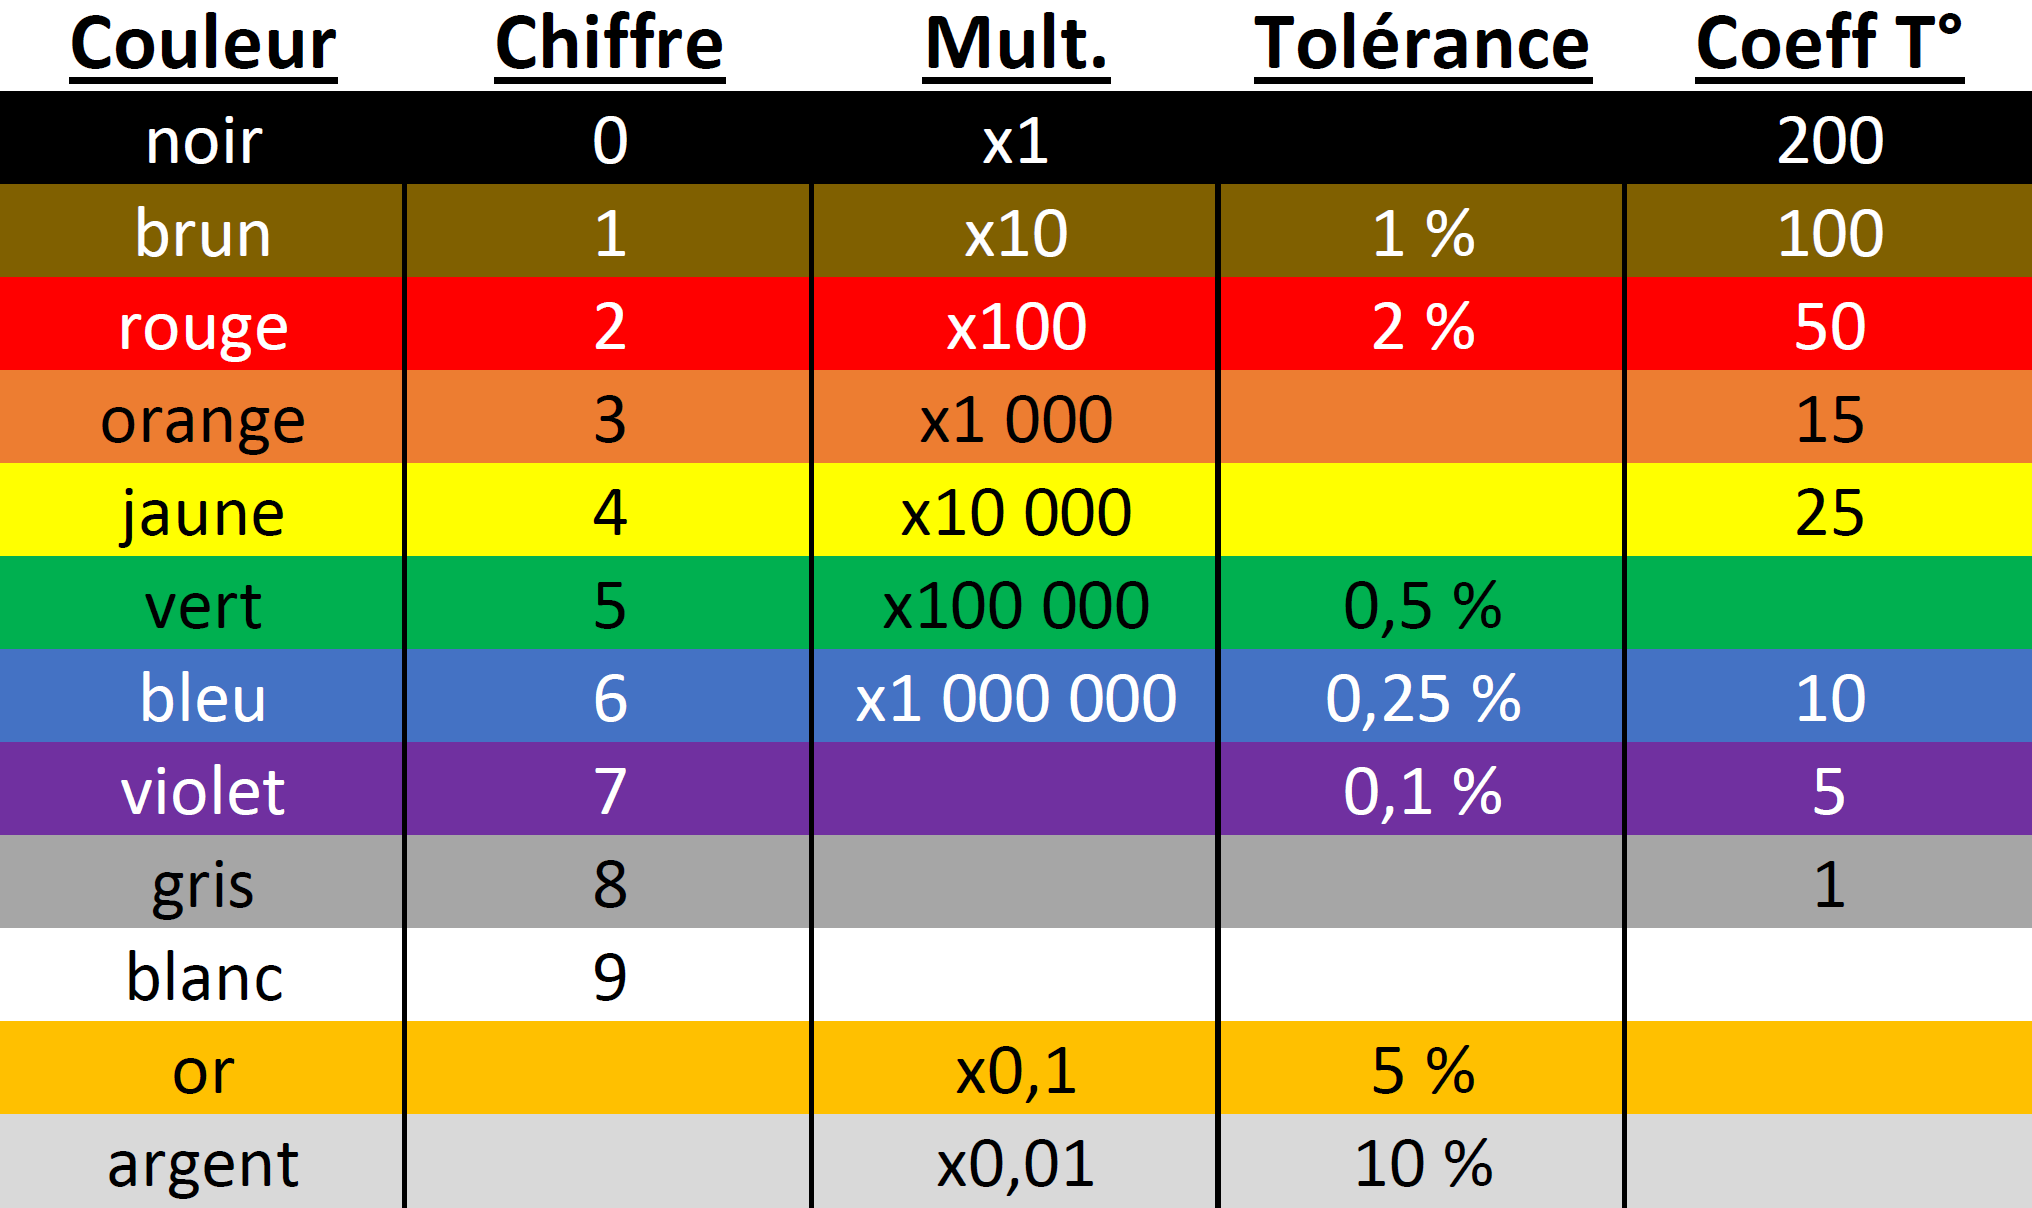 Couleur Chiffre Mult. Tolérance Coeff T°
noir 0 x1 200
brun 1 x10 1 % 100
rouge 2 x100 2 % 50
orange 3 x1 000 15
jaune 4 x10 000 25
vert 5 x100 000 0,5 %
bleu 6 x1 000 000 0,25 % 10
violet 7 0,1 % 5
gris 8 1
blanc 9
or x0,1 5 %
argent x0,01 10 %